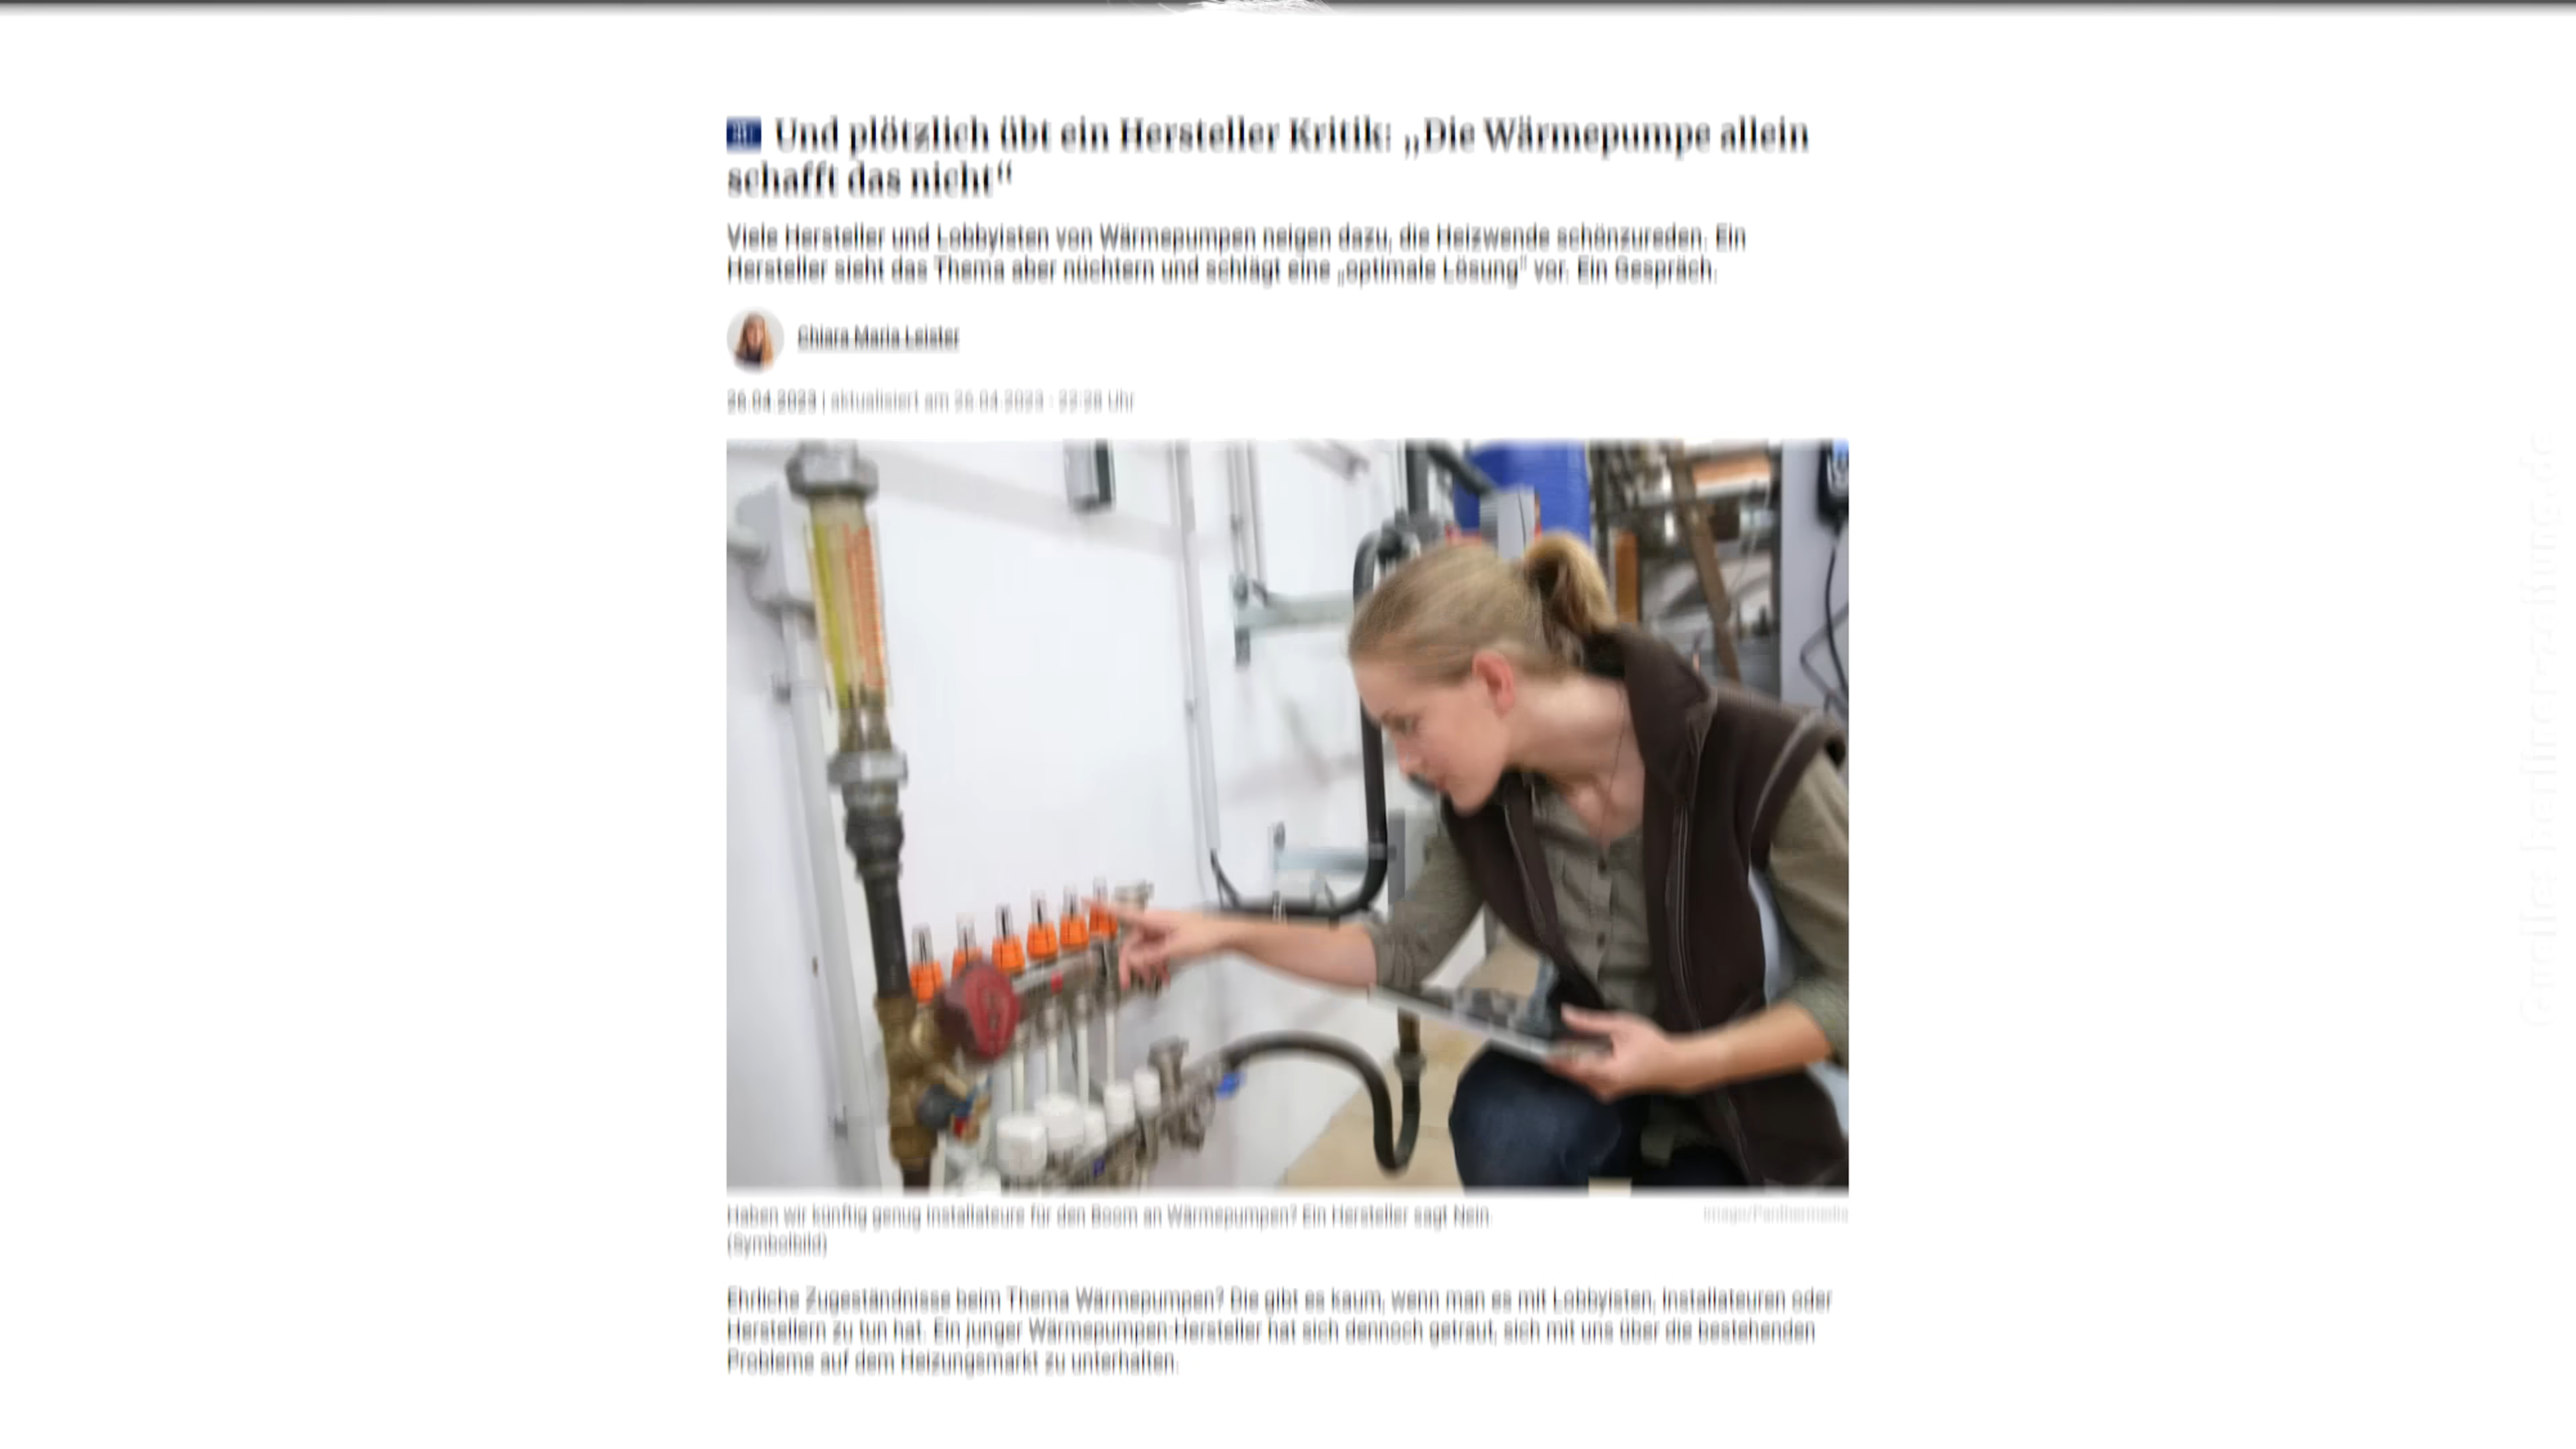 Und plötzlich übt ein Hersteller Kritik: „Die Wärmepumpe allein
schafft das nicht“
Viele Hersteller und Lobbyisten von Wärmepumpen neigen dazu, die Heizwende schönzureden. Ein
Hersteller sieht das Thema aber nüchtern und schlägt eine „optimale Lösung“ vor. Ein Gespräch.
Chiara Maria Leister
26.04.2023 | aktualisiert am 26.04.2023 - Uhr
Haben wir künftig genug Installateure für den Boom an Wärmepumpen? Ein Hersteller sagt Nein.
(Symbolbild)
Imago/Panthermedia
Ehrliche Zugeständnisse beim Thema Wärmepumpen? Die gibt es kaum, wenn man es mit Lobbyisten, Installateuren oder
Herstellern zu tun hat. Ein junger Wärmepumpen-Hersteller hat sich dennoch getraut, sich mit uns über die bestehenden
Probleme auf dem Heizungsmarkt zu unterhalten.